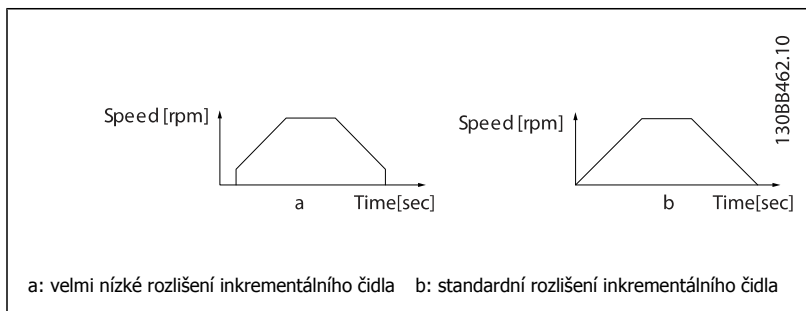 Speed [rpm]
a
Time[sec]
Speed [rpm]
b
Time[sec]
130BB462.10
a: velmi nízké rozlišení inkrementálního čidla b: standardní rozlišení inkrementálního čidla